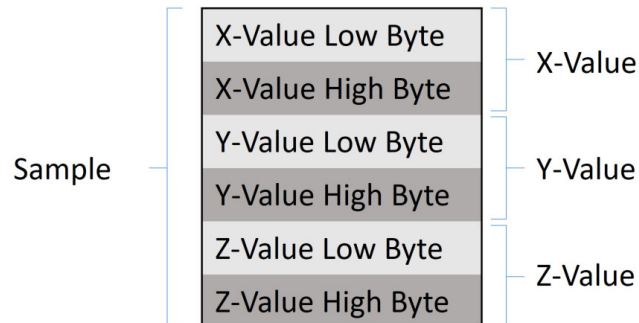 X-Value Low Byte
X-Value High Byte
X-Value
Y-Value Low Byte
Sample
Y-Value High Byte
Y-Value
Z-Value Low Byte
Z-Value High Byte
Z-Value